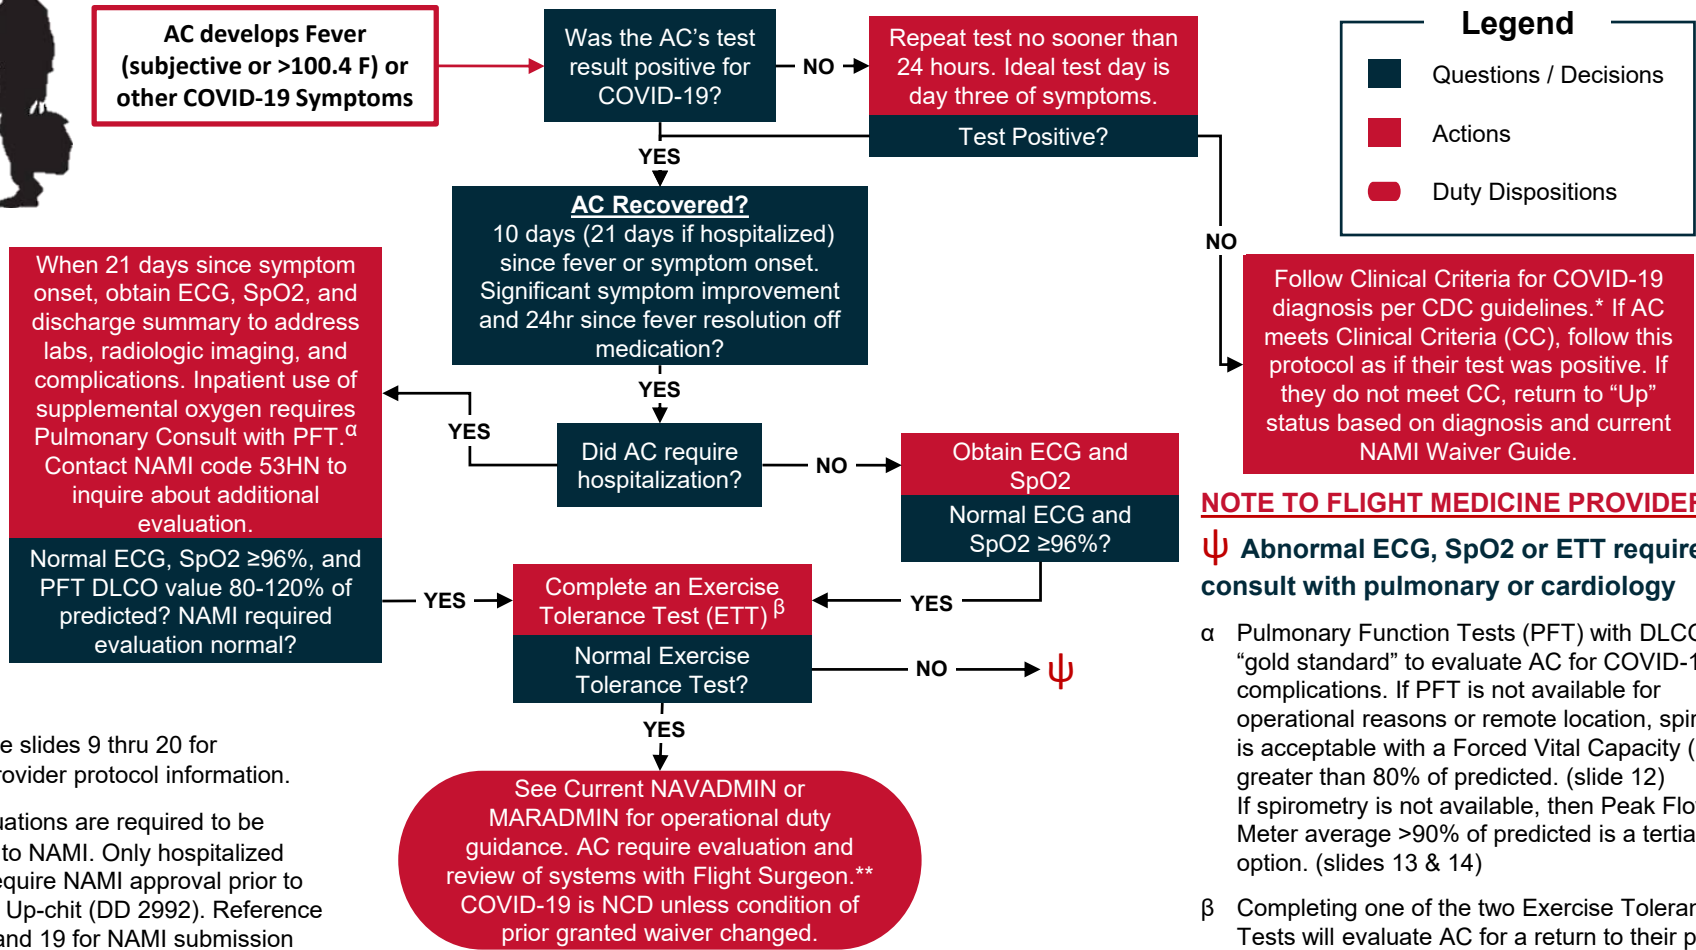 AC develops Fever
(subjective or >100.4 F) or
other COVID-19 Symptoms
Was the AC's test
result positive for
COVID-19?
NO
Repeat test no sooner than
24 hours. Ideal test day is
day three of symptoms.
Test Positive?
YES
NO
Legend
Questions / Decisions
Actions
Duty Dispositions
AC Recovered?
10 days (21 days if hospitalized)
since fever or symptom onset.
Significant symptom improvement
and 24hr since fever resolution off
medication?
YES
Follow Clinical Criteria for COVID-19
diagnosis per CDC guidelines.* If AC
meets Clinical Criteria (CC), follow this
protocol as if their test was positive. If
they do not meet CC, return to “Up”
status based on diagnosis and current
NAMI Waiver Guide.
When 21 days since symptom
onset, obtain ECG, SpO2, and
discharge summary to address
labs, radiologic imaging, and
complications. Inpatient use of
supplemental oxygen requires
Pulmonary Consult with PFT.α
Contact NAMI code 53HN to
inquire about additional
evaluation.
Normal ECG, SpO2 ≥96%, and
PFT DLCO value 80-120% of
predicted? NAMI required
evaluation normal?
YES
Did AC require
hospitalization?
NO
Obtain ECG and
SpO2
Normal ECG and
SpO2 ≥96%?
YES
Complete an Exercise
Tolerance Test (ETT) β
YES
Normal Exercise
Tolerance Test?
NO
ψ
YES
See Current NAVADMIN or
MARADMIN for operational duty
guidance. AC require evaluation and
review of systems with Flight Surgeon.**
COVID-19 is NCD unless condition of
prior granted waiver changed.
NOTE TO FLIGHT MEDICINE PROVIDER
ψ Abnormal ECG, SpO2 or ETT require
consult with pulmonary or cardiology
α Pulmonary Function Tests (PFT) with DLCO
“gold standard” to evaluate AC for COVID-1
complications. If PFT is not available for
operational reasons or remote location, spir
is acceptable with a Forced Vital Capacity (
greater than 80% of predicted. (slide 12)
If spirometry is not available, then Peak Flo
Meter average >90% of predicted is a tertia
option. (slides 13 & 14)
β Completing one of the two Exercise Toleran
Tests will evaluate AC for a return to their p
e slides 9 thru 20 for
rovider protocol information.
uations are required to be
to NAMI. Only hospitalized
equire NAMI approval prior to
Up-chit (DD 2992). Reference
and 19 for NAMI submission